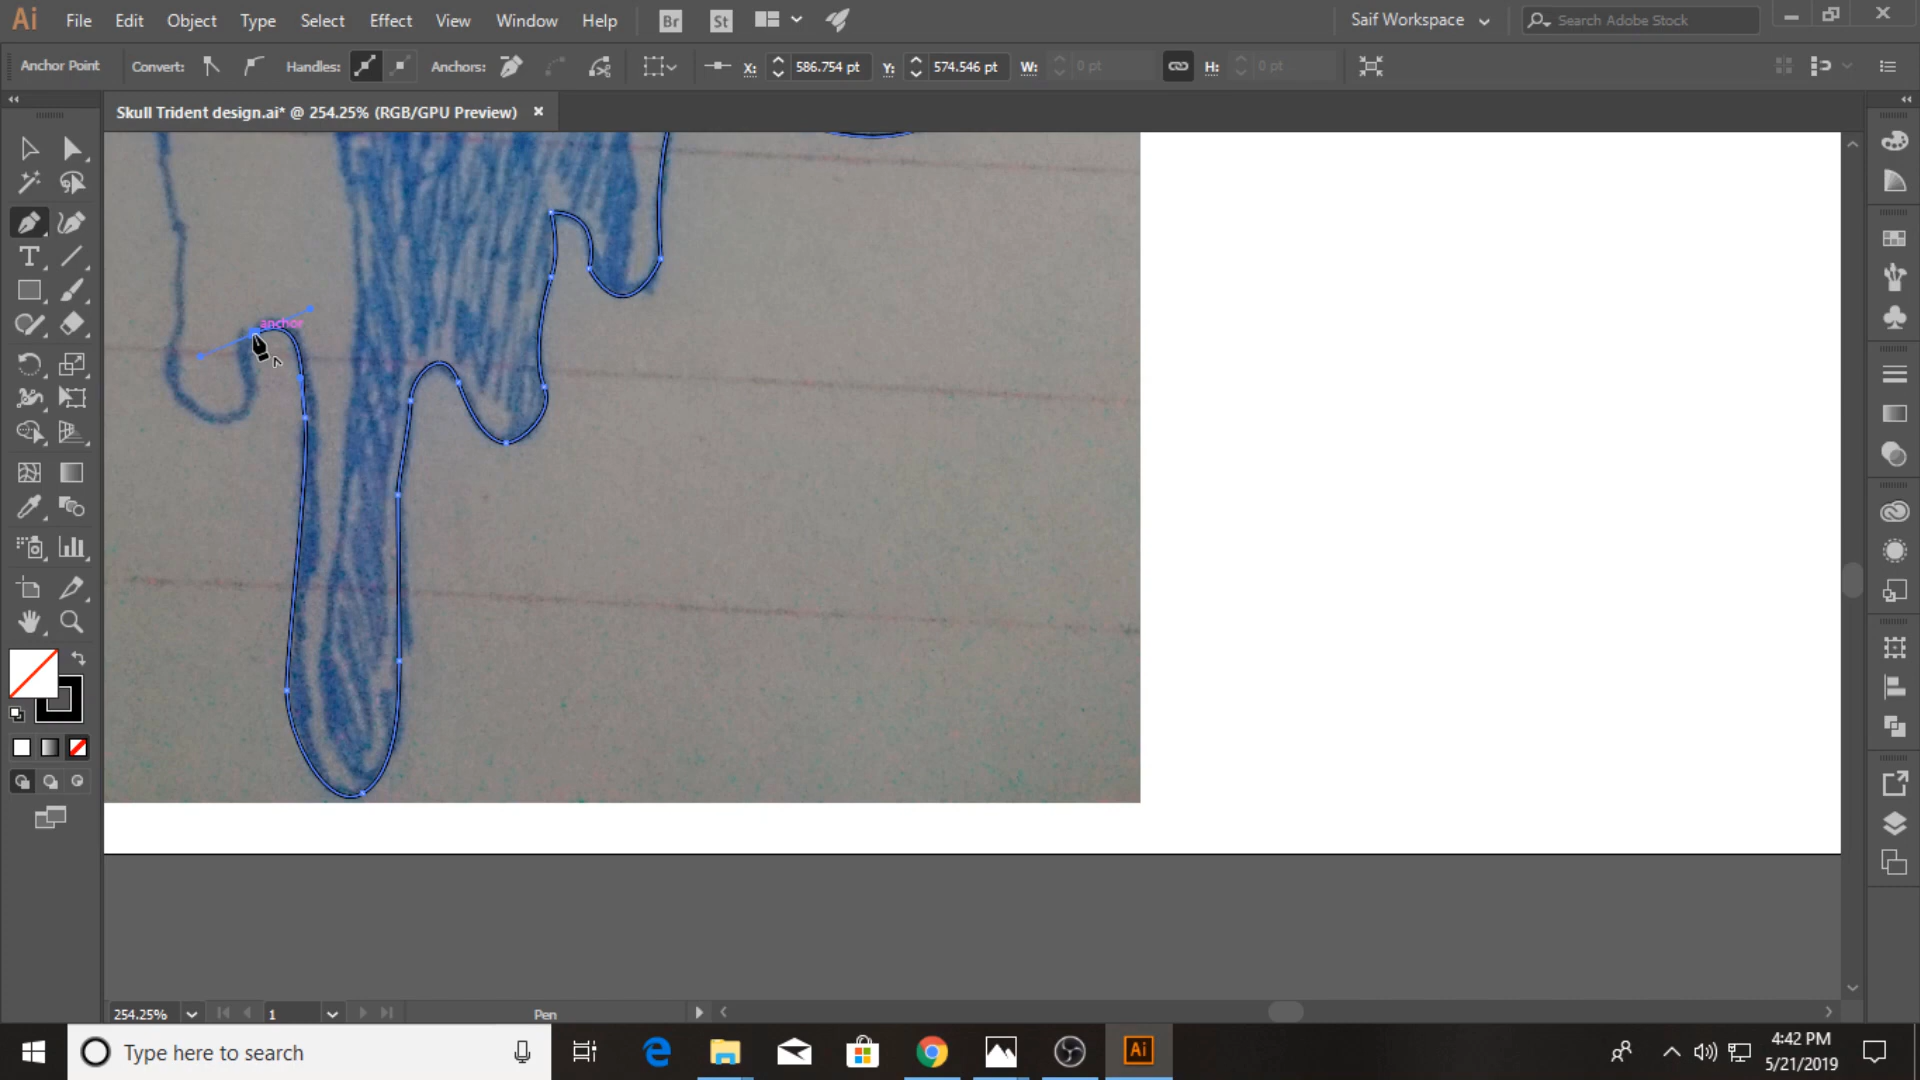 Ai File Edit Object Type Select Effect View Window Help Br St Saif Workspace Search Adobe Stock
Anchor Point Convert: Handles: Anchors: X: 586.754 pt Y: 574.546 pt W: 0 pt H: 0 pt
Skull Trident design.ai* @ 254.25% (RGB/GPU Preview)
anchor
254.25% 1 Pen
Type here to search Ai 4:42 PM
5/21/2019